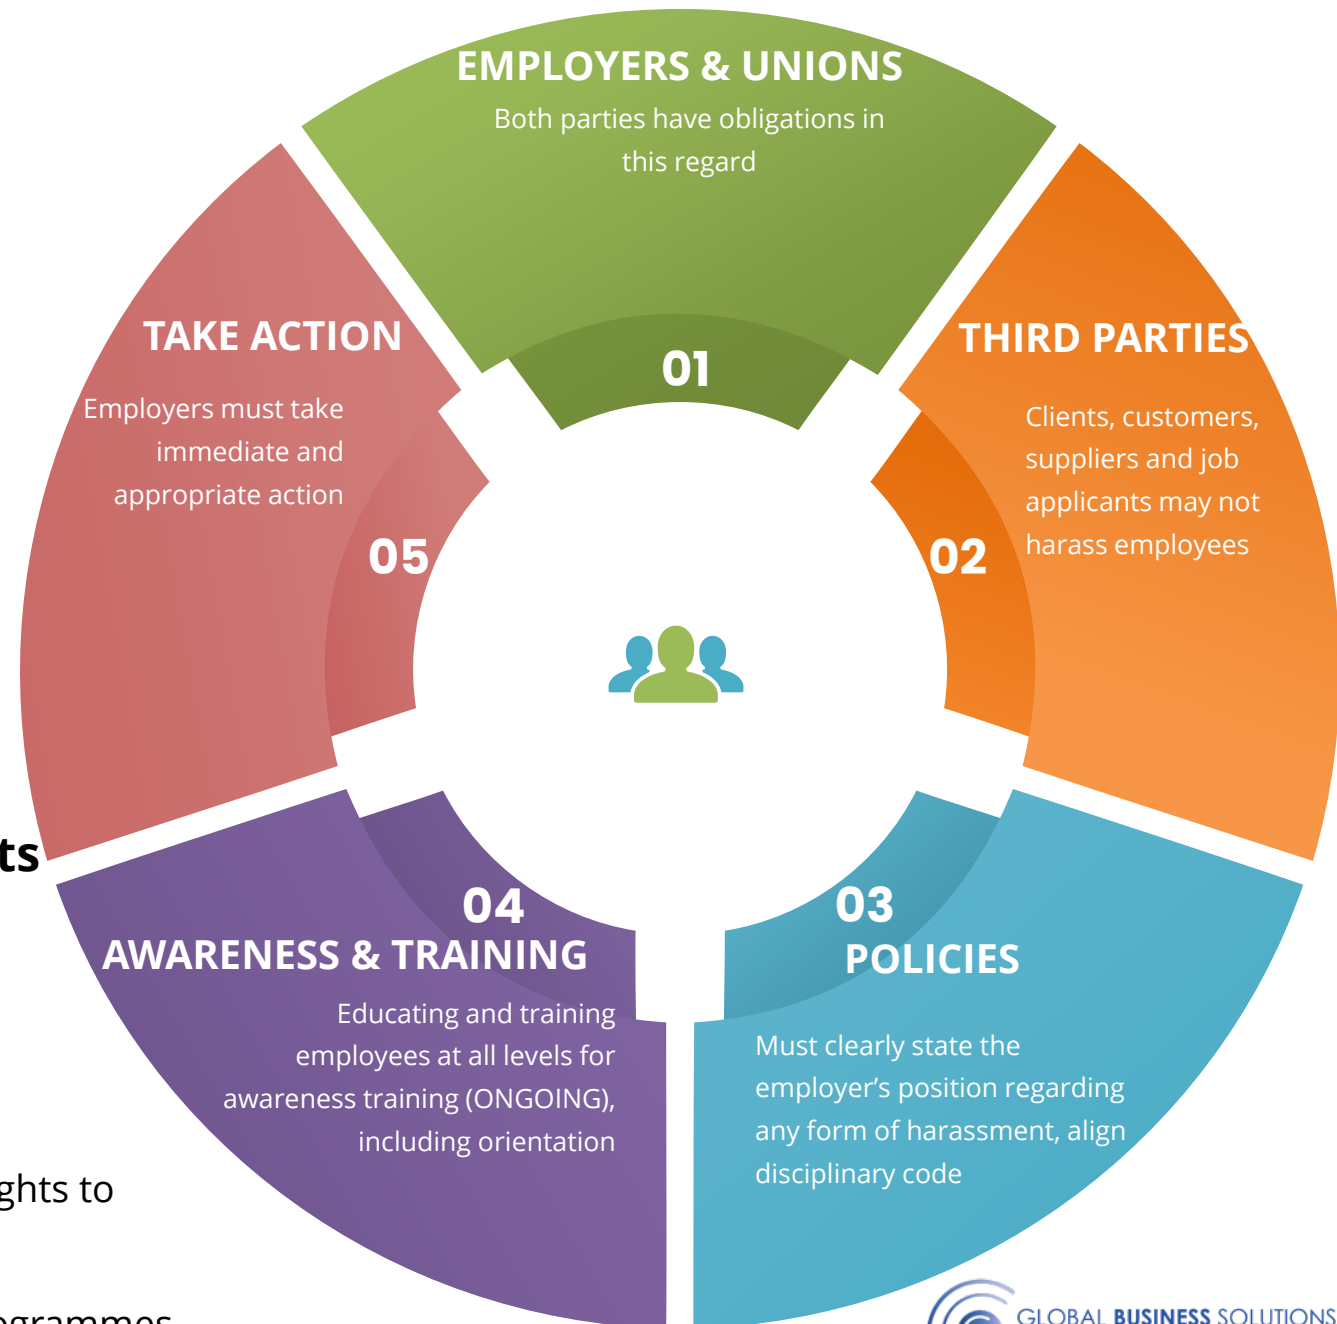 EMPLOYERS & UNIONS
Both parties have obligations in
this regard
01
THIRD PARTIES
Clients, customers,
suppliers and job
applicants may not
harass employees
02
03
POLICIES
Must clearly state the
employer’s position regarding
any form of harassment, align
disciplinary code
04
AWARENESS & TRAINING
Educating and training
employees at all levels for
awareness training (ONGOING),
including orientation
TAKE ACTION
Employers must take
immediate and
appropriate action
05
ts
ghts to
GLOBAL BUSINESS SOLUTIONS